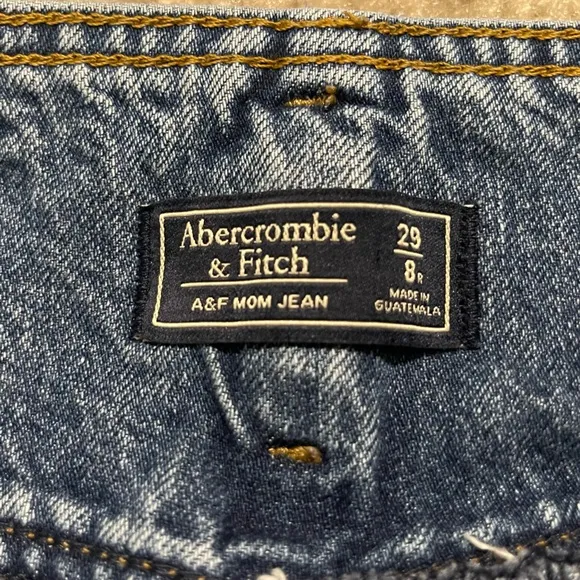 Abercrombie
& Fitch
A&F MOM JEAN
29
8R
MADE IN
GUATEMALA